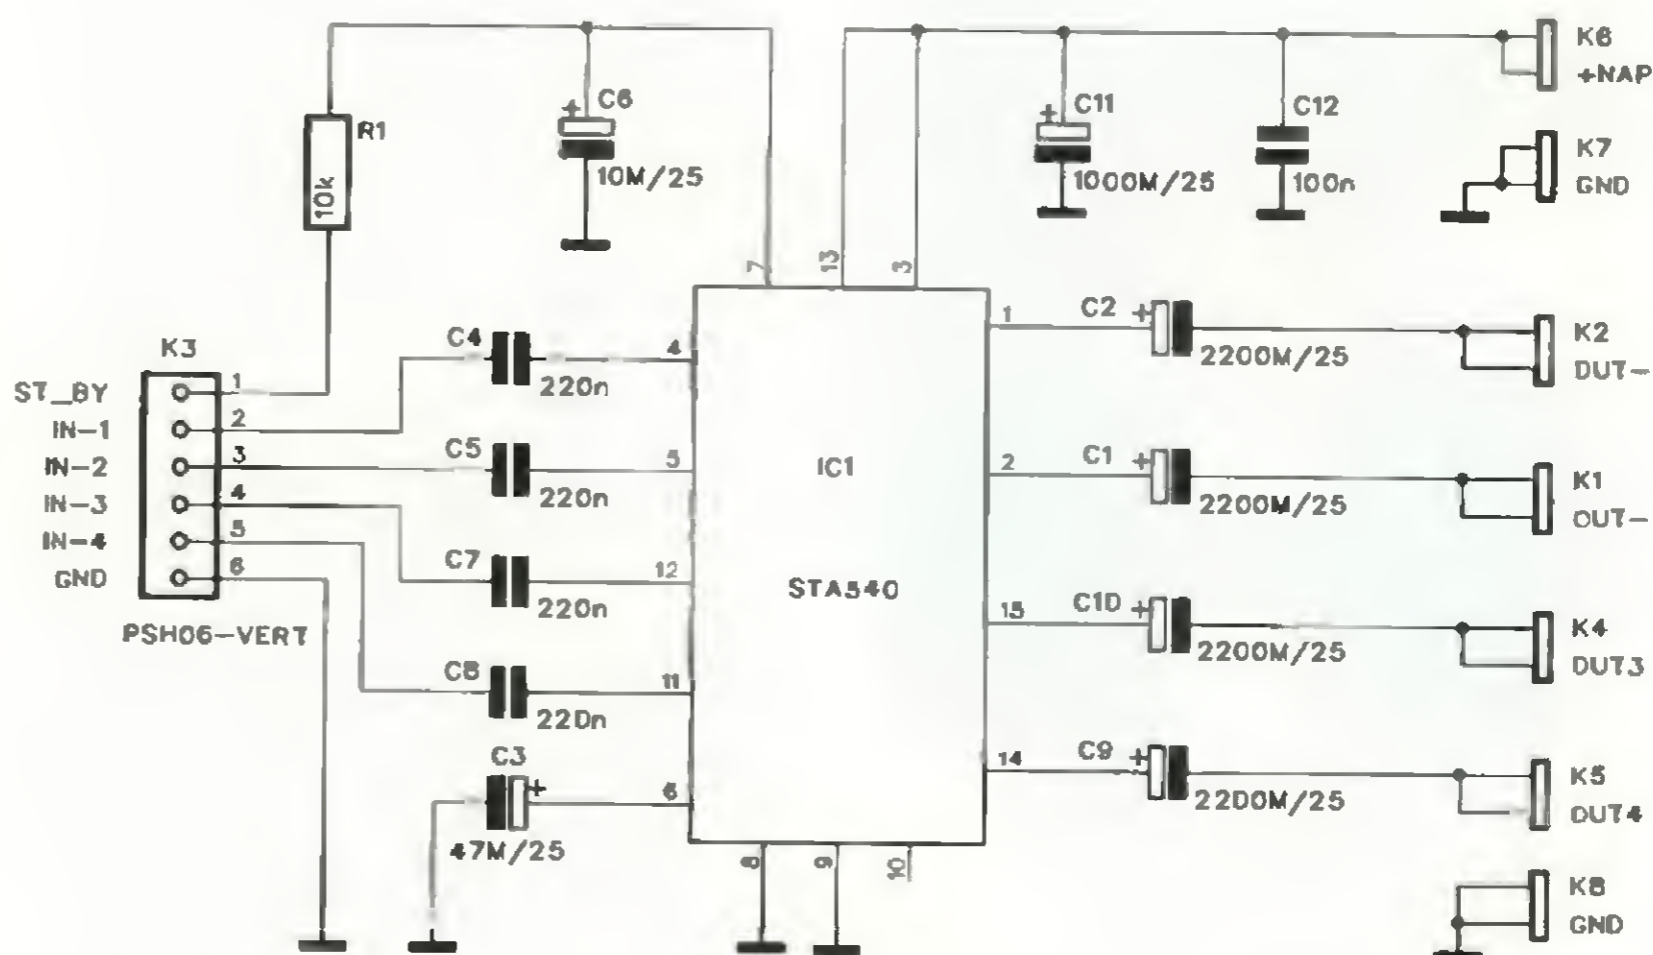 K6
+NAP
C6
C11
C12
R1
10k
10M/25
1000M/25
100n
K7
GND
7
13
3
1
C2
2200M/25
K2
OUT-
C4
4
220n
K3
ST_BY
1
IN-1
2
IN-2
3
IN-3
4
IN-4
5
GND
6
PSH06-VERT
C5
5
220n
IC1
STA540
2
C1
2200M/25
K1
OUT-
C7
12
220n
15
C10
2200M/25
K4
OUT3
C8
11
220n
C3
6
47M/25
14
C9
2200M/25
K5
OUT4
8
9
10
K8
GND